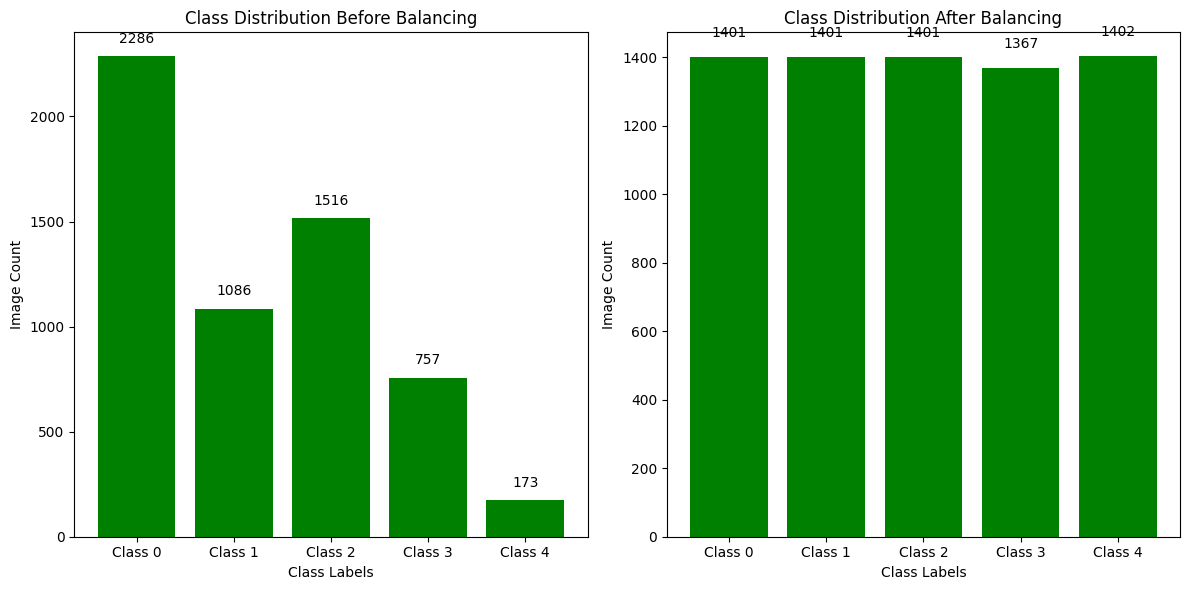 Class Distribution Before Balancing
2286
1086
1516
757
173
2000
1500
1000
500
0
Image Count
Class 0 Class 1 Class 2 Class 3 Class 4
Class Labels
Class Distribution After Balancing
1401 1401 1401 1367 1402
1400
1200
1000
800
600
400
200
0
Image Count
Class 0 Class 1 Class 2 Class 3 Class 4
Class Labels